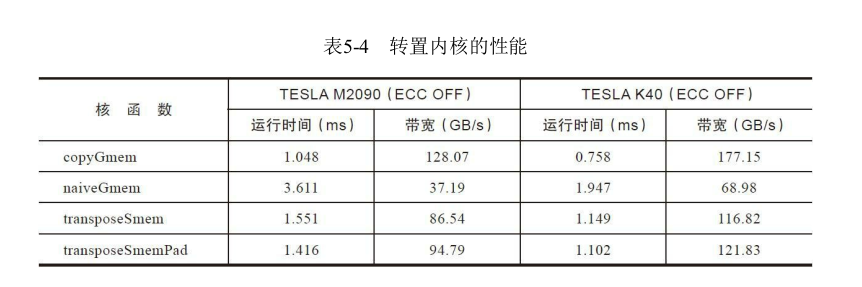 表5-4 转置内核的性能
核 函 数 TESLA M2090 (ECC OFF) TESLA K40 (ECC OFF)
运行时间 (ms) 带宽 (GB/s) 运行时间 (ms) 带宽 (GB/s)
copyGmem 1.048 128.07 0.758 177.15
naiveGmem 3.611 37.19 1.947 68.98
transposeSmem 1.551 86.54 1.149 116.82
transposeSmemPad 1.416 94.79 1.102 121.83